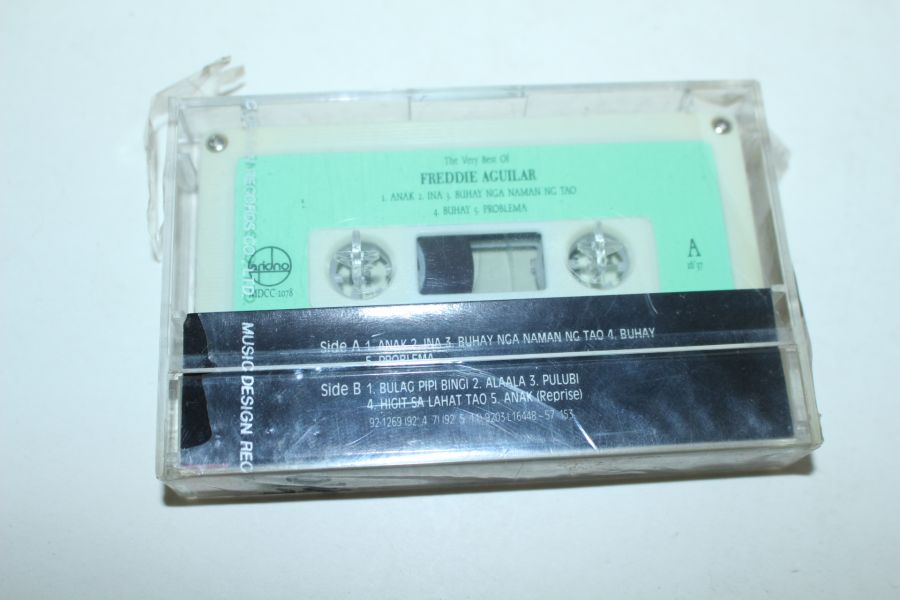 The Very Best Of
FREDDIE AGUILAR
1. ANAK 2. INA 3. BUHAY NGA NAMAN NG TAO
4. BUHAY 5. PROBLEMA
A
MDCC-1078
RECORDS CO., LTD.
MUSIC DESIGN REC
Side A 1. ANAK 2. INA 3. BUHAY NGA NAMAN NG TAO 4. BUHAY
5. PROBLEMA
Side B 1. BULAG PIPI BINGI 2. ALAALA 3. PULUBI
4. HIGIT SA LAHAT TAO 5. ANAK (Reprise)